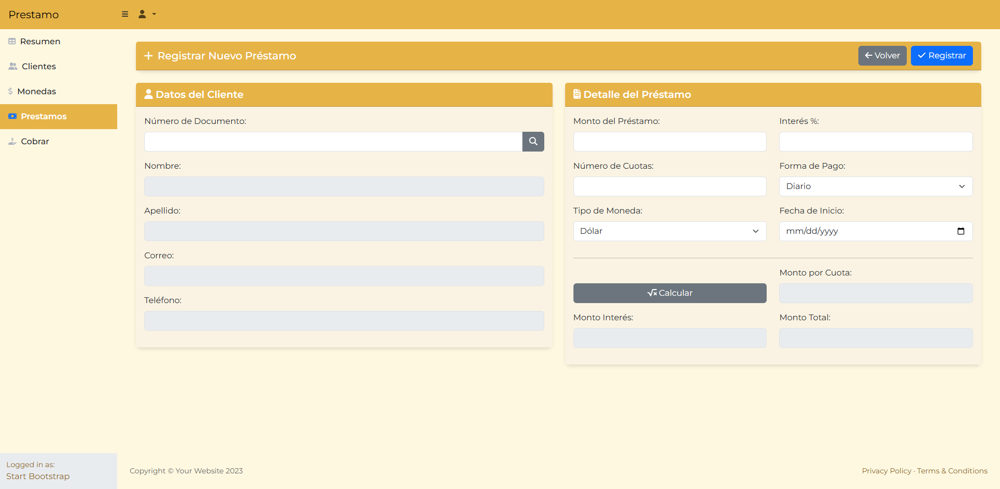 Prestamo
Resumen
Clientes
Monedas
Prestamos
Cobrar
Logged in as:
Start Bootstrap
Registrar Nuevo Préstamo
Volver
Registrar
Datos del Cliente
Número de Documento:
Nombre:
Apellido:
Correo:
Teléfono:
Detalle del Préstamo
Monto del Préstamo:
Interés %:
Número de Cuotas:
Forma de Pago:
Diario
Tipo de Moneda:
Fecha de Inicio:
Dólar
mm/dd/yyyy
Monto por Cuota:
Calcular
Monto Interés:
Monto Total:
Copyright © Your Website 2023
Privacy Policy · Terms & Conditions